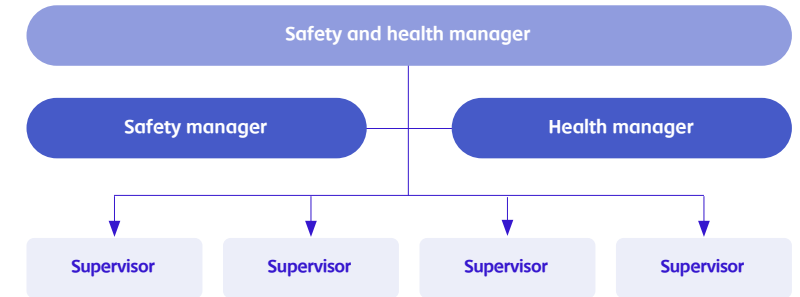 Safety and health manager
Safety manager
Health manager
Supervisor
Supervisor
Supervisor
Supervisor